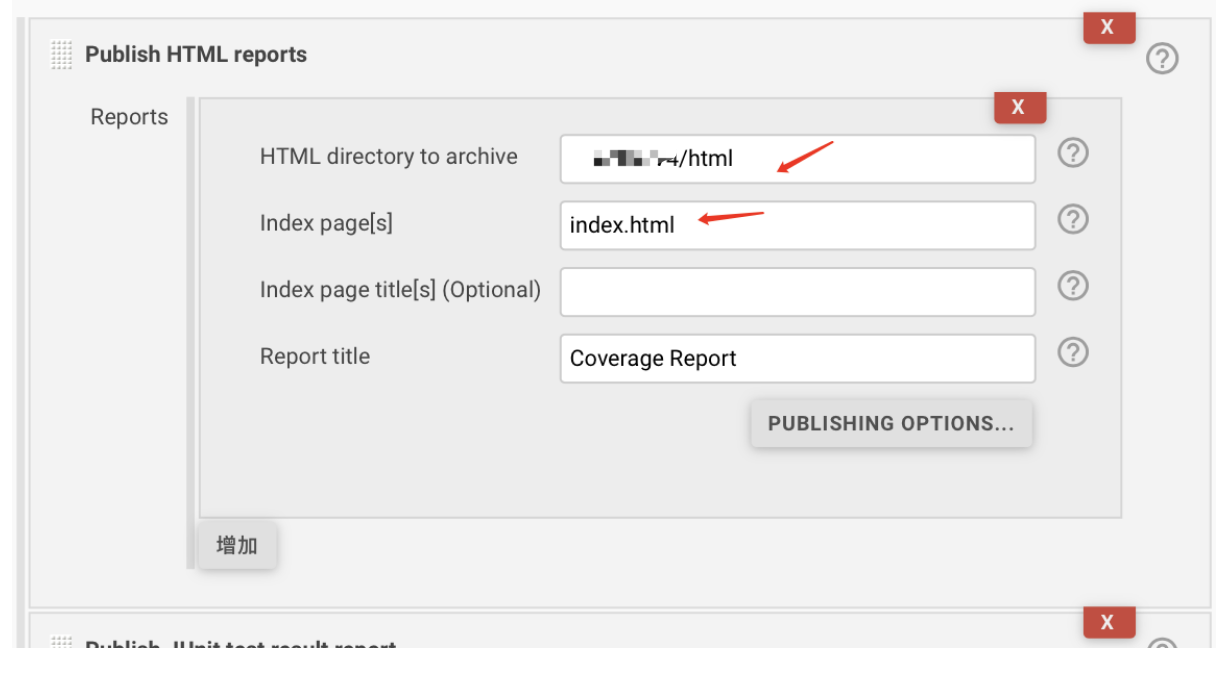 X
Publish HTML reports
Reports
X
HTML directory to archive
/html
Index page[s]
index.html
Index page title[s] (Optional)
Report title
Coverage Report
PUBLISHING OPTIONS...
增加
X
Publish JUnit test result report